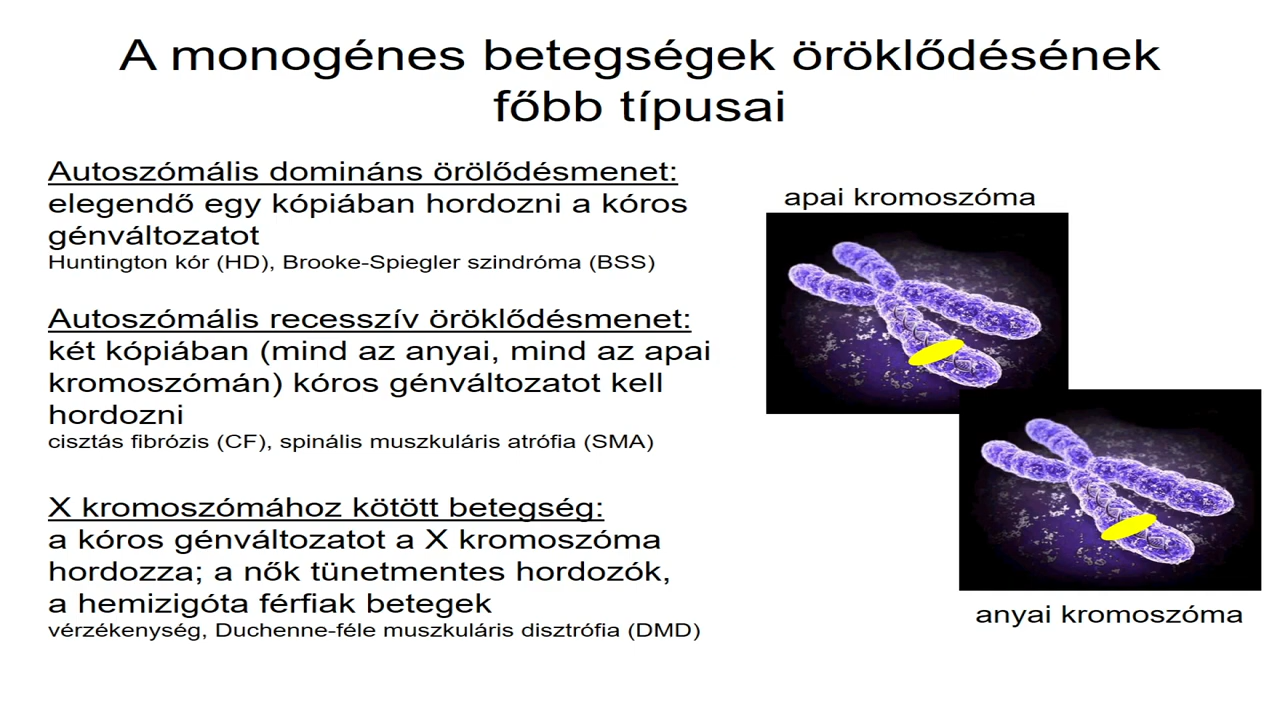 A monogénes betegségek öröklődésének
főbb típusai
Autoszómális domináns örölődésmenet:
elegendő egy kópiában hordozni a kóros
génváltozatot
Huntington kór (HD), Brooke-Spiegler szindróma (BSS)
Autoszómális recesszív öröklődésmenet:
két kópiában (mind az anyai, mind az apai
kromoszómán) kóros génváltozatot kell
hordozni
cisztás fibrózis (CF), spinális muszkuláris atrófia (SMA)
X kromoszómához kötött betegség:
a kóros génváltozatot a X kromoszóma
hordozza; a nők tünetmentes hordozók,
a hemizigóta férfiak betegek
vérzékenység, Duchenne-féle muszkuláris disztrófia (DMD)
apai kromoszóma
anyai kromoszóma